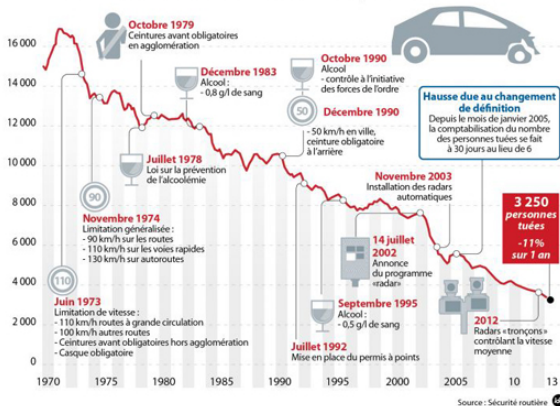 Octobre 1979
Ceintures avant obligatoires
en agglomération
Décembre 1983
Alcool :
- 0,8 g/l de sang
Octobre 1990
Alcool
- contrôle à l'initiative
des forces de l'ordre
50
Décembre 1990
- 50 km/h en ville,
ceinture obligatoire
à l'arrière
Hausse due au changement
de définition
Depuis le mois de janvier 2005,
la comptabilisation du nombre
des personnes tuées se fait
à 30 jours au lieu de 6
Juillet 1978
Loi sur la prévention
de l'alcoolémie
Novembre 2003
Installation des radars
automatiques
3 250
personnes
tuées
-11%
sur 1 an
90
Novembre 1974
Limitation généralisée :
- 90 km/h sur les routes
- 110 km/h sur les voies rapides
- 130 km/h sur autoroutes
14 juillet
2002
Annonce
du programme
«radar»
110
Juin 1973
Limitation de vitesse :
- 110 km/h routes à grande circulation
- 100 km/h autres routes
- Ceintures avant obligatoires hors agglomération
- Casque obligatoire
Septembre 1995
Alcool :
- 0,5 g/l de sang
Juillet 1992
Mise en place du permis à points
2012
Radars «tronçons»
contrôlant la vitesse
moyenne
16 000
14 000
12 000
10 000
8 000
6 000
4 000
2 000
0
1970
1975
1980
1985
1990
1995
2000
2005
10
13
Source : Sécurité routière